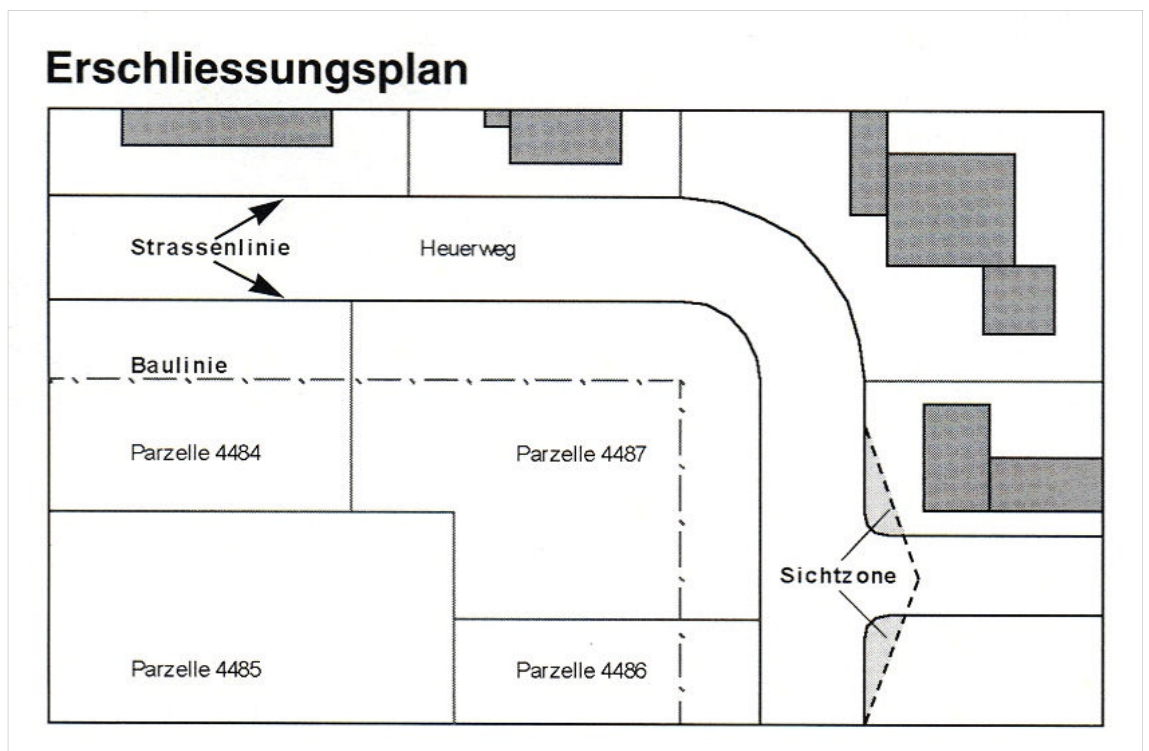 Erschliessungsplan
Strassenlinie
Heuerweg
Baulinie
Parzelle 4484
Parzelle 4487
Sichtzone
Parzelle 4485
Parzelle 4486